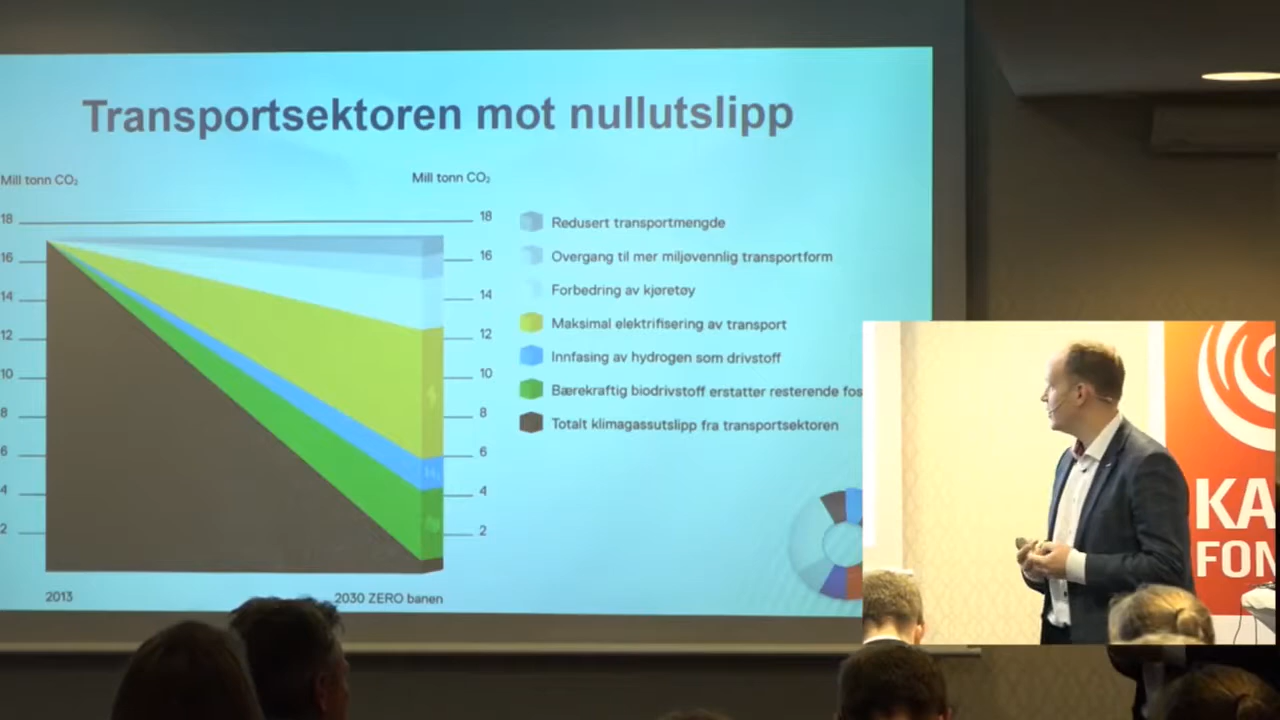 Transportsektoren mot nullutslipp
Mill tonn CO₂
Mill tonn CO₂
18
16
14
12
10
8
6
4
2
18
16
14
12
10
8
6
4
2
2013
2030 ZERO banen
Redusert transportmengde
Overgang til mer miljøvennlig transportform
Forbedring av kjøretøy
Maksimal elektrifisering av transport
Innfasing av hydrogen som drivstoff
Bærekraftig biodrivstoff erstatter resterende fos
Totalt klimagassutslipp fra transportsektoren
KA
FON